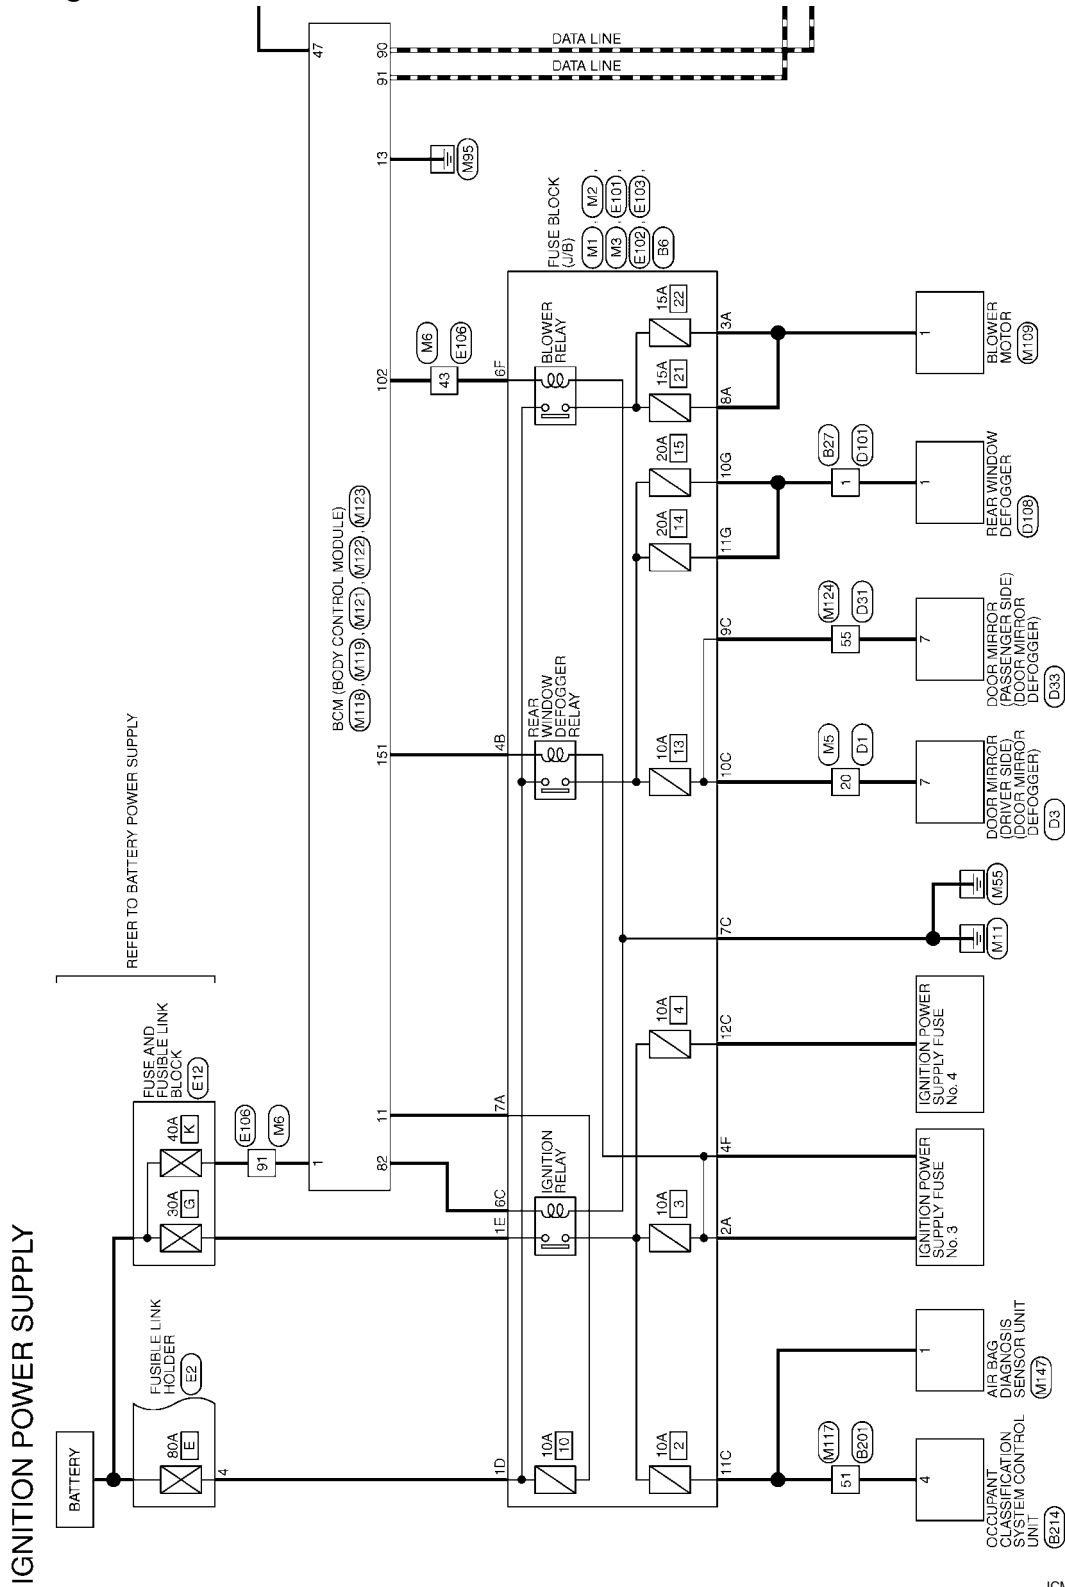 IGNITION POWER SUPPLY
BATTERY
REFER TO BATTERY POWER SUPPLY
FUSIBLE LINK
HOLDER
E2
80A
E
4
FUSE AND
FUSIBLE LINK
BLOCK
E12
30A
G
40A
K
E106
91
M6
BCM (BODY CONTROL MODULE)
M118 , M119 , M121 , M122 , M123
1
47
82
11
151
102
13
91
90
DATA LINE
DATA LINE
M95
M6
43
E106
FUSE BLOCK
(J/B)
M1 , M2 ,
M3 , E101 ,
E102 , E103 ,
B6
1D
1E
6C
7A
4B
6F
10A
10
IGNITION
RELAY
REAR
WINDOW
DEFOGGER
RELAY
BLOWER
RELAY
10A
2
10A
3
10A
4
10A
13
20A
14
20A
15
15A
21
15A
22
11C
2A
4F
12C
7C
10C
9C
11G
10G
8A
3A
M117
51
B201
M5
20
D1
M124
55
D31
B27
1
D101
4
OCCUPANT
CLASSIFICATION
SYSTEM CONTROL
UNIT
B214
1
AIR BAG
DIAGNOSIS
SENSOR UNIT
M147
IGNITION POWER
SUPPLY FUSE
No. 3
IGNITION POWER
SUPPLY FUSE
No. 4
M11
M55
7
DOOR MIRROR
(DRIVER SIDE)
(DOOR MIRROR
DEFOGGER)
D3
7
DOOR MIRROR
(PASSENGER SIDE)
(DOOR MIRROR
DEFOGGER)
D33
1
REAR WINDOW
DEFOGGER
D108
1
BLOWER
MOTOR
M109